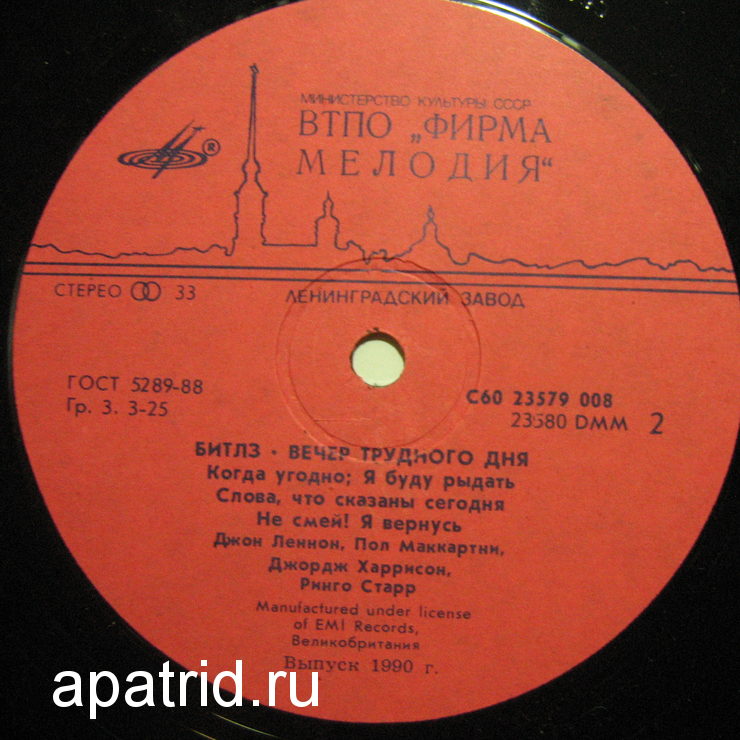 МИНИСТЕРСТВО КУЛЬТУРЫ СССР
ВТПО „ФИРМА
МЕЛОДИЯ“
®
СТЕРЕО 33
ЛЕНИНГРАДСКИЙ ЗАВОД
ГОСТ 5289-88
Гр. 3. 3-25
С60 23579 008
23580 DMM 2
БИТЛЗ · ВЕЧЕР ТРУДНОГО ДНЯ
Когда угодно; Я буду рыдать
Слова, что сказаны сегодня
Не смей! Я вернусь
Джон Леннон, Пол Маккартни,
Джордж Харрисон,
Ринго Старр
Manufactured under license
of EMI Records,
Великобритания
Выпуск 1990 г.
apatrid.ru